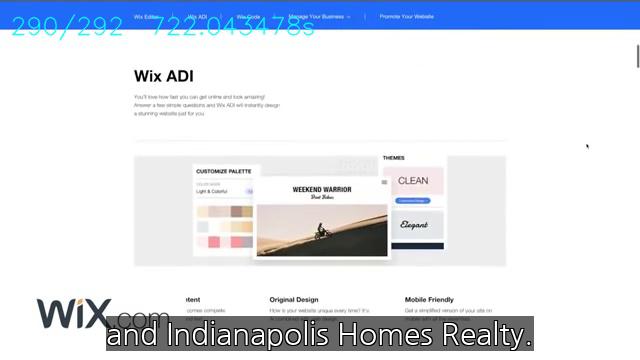 Wix Editor Wix ADI Wix Code Manage Your Business Promote Your Website
290/292 722.043478s
Wix ADI
You'll love how fast you can get online and look amazing!
Answer a few simple questions and Wix ADI will instantly design
a stunning website just for you
CUSTOMIZE PALETTE
Light & Colorful
WEEKEND WARRIOR
THEMES
CLEAN
Elegant
Original Design
How is your website unique every time? It's
Mobile Friendly
Get a simplified version of your site on
WiX.com
and Indianapolis Homes Realty.